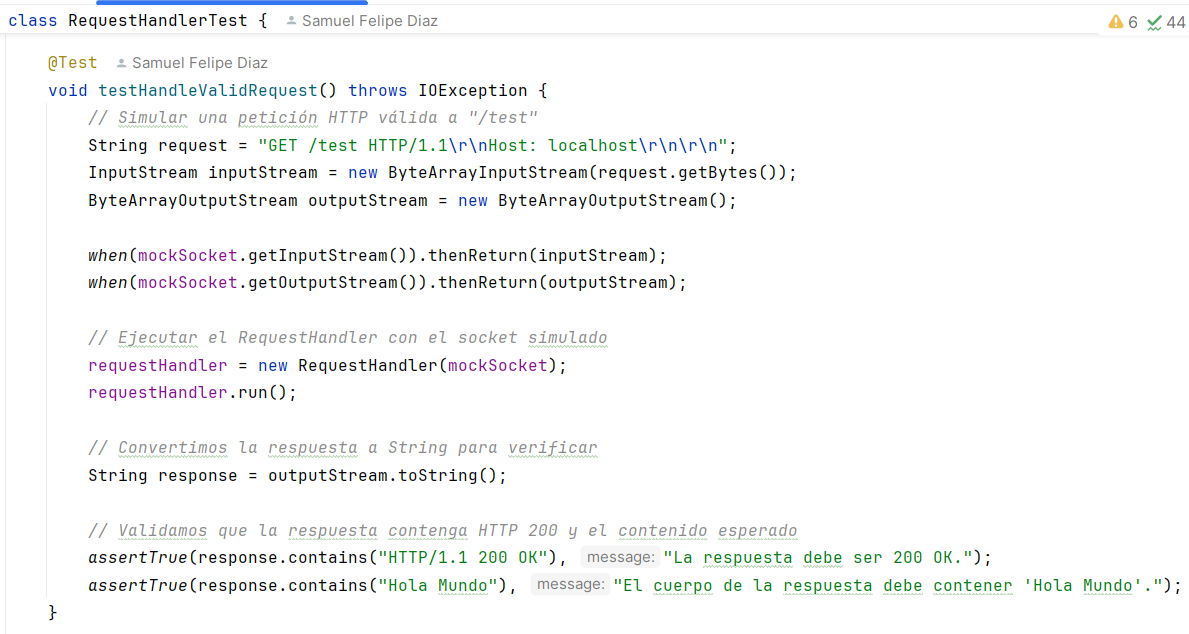 class RequestHandlerTest { Samuel Felipe Diaz 6 44
@Test Samuel Felipe Diaz
void testHandleValidRequest() throws IOException {
// Simular una petición HTTP válida a "/test"
String request = "GET /test HTTP/1.1\r\nHost: localhost\r\n\r\n";
InputStream inputStream = new ByteArrayInputStream(request.getBytes());
ByteArrayOutputStream outputStream = new ByteArrayOutputStream();
when(mockSocket.getInputStream()).thenReturn(inputStream);
when(mockSocket.getOutputStream()).thenReturn(outputStream);
// Ejecutar el RequestHandler con el socket simulado
requestHandler = new RequestHandler(mockSocket);
requestHandler.run();
// Convertimos la respuesta a String para verificar
String response = outputStream.toString();
// Validamos que la respuesta contenga HTTP 200 y el contenido esperado
assertTrue(response.contains("HTTP/1.1 200 OK"), message: "La respuesta debe ser 200 OK.");
assertTrue(response.contains("Hola Mundo"), message: "El cuerpo de la respuesta debe contener 'Hola Mundo'.");
}